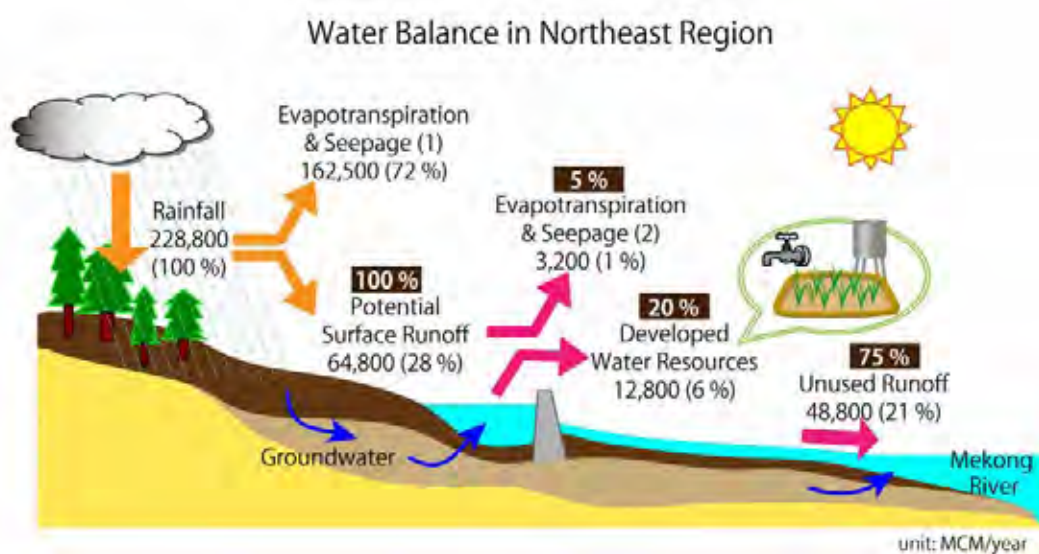 Water Balance in Northeast Region
Evapotranspiration
& Seepage (1)
162,500 (72 %)
Rainfall
228,800
(100 %)
100 %
Potential
Surface Runoff
64,800 (28 %)
5 %
Evapotranspiration
& Seepage (2)
3,200 (1 %)
20 %
Developed
Water Resources
12,800 (6 %)
75 %
Unused Runoff
48,800 (21 %)
Groundwater
Mekong
River
unit: MCM/year